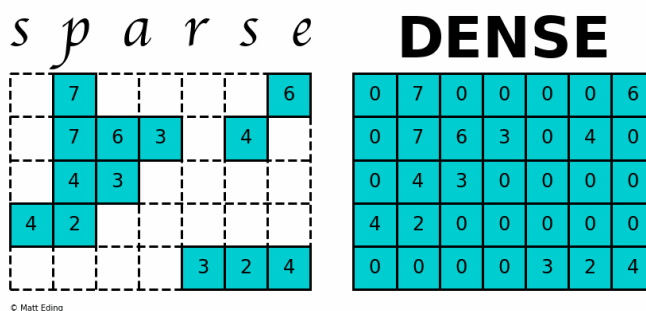 sparse DENSE
7 6 0 7 0 0 0 0 6
7 6 3 4 0 7 6 3 0 4 0
4 3 0 4 3 0 0 0 0
4 2 4 2 0 0 0 0 0
3 2 4 0 0 0 0 3 2 4
© Matt Eding